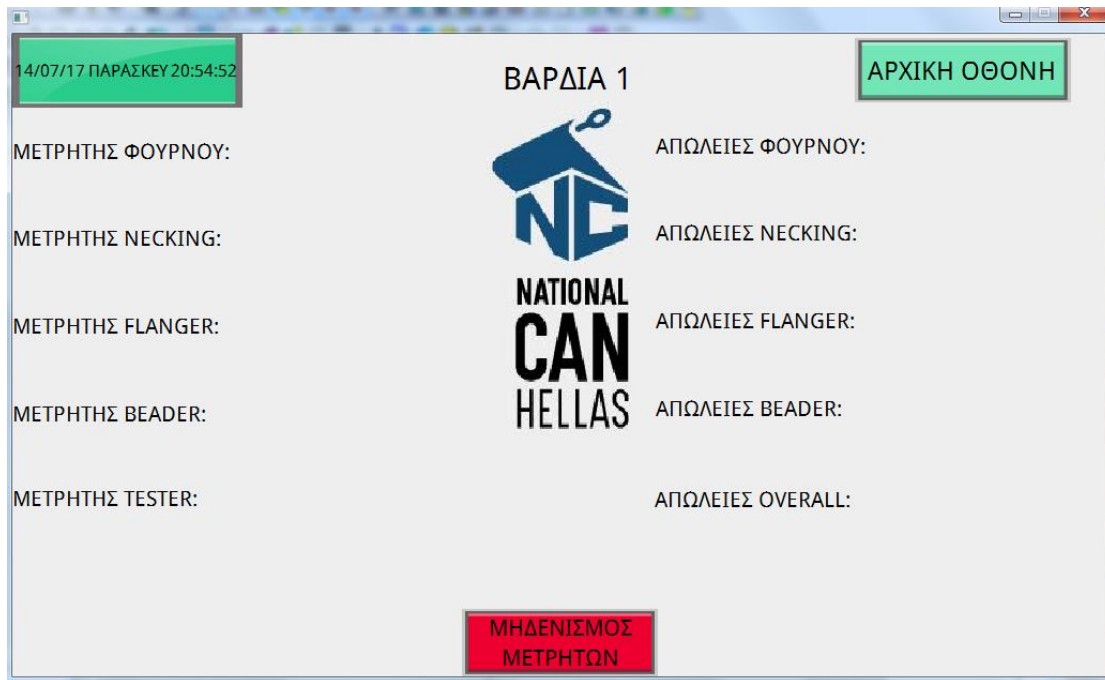 14/07/17 ΠΑΡΑΣΚΕΥ 20:54:52
ΒΑΡΔΙΑ 1
ΑΡΧΙΚΗ ΟΘΟΝΗ
ΜΕΤΡΗΤΗΣ ΦΟΥΡΝΟΥ:
ΑΠΩΛΕΙΕΣ ΦΟΥΡΝΟΥ:
ΜΕΤΡΗΤΗΣ NECKING:
ΑΠΩΛΕΙΕΣ NECKING:
NC
NATIONAL
CAN
HELLAS
ΜΕΤΡΗΤΗΣ FLANGER:
ΑΠΩΛΕΙΕΣ FLANGER:
ΜΕΤΡΗΤΗΣ BEADER:
ΑΠΩΛΕΙΕΣ BEADER:
ΜΕΤΡΗΤΗΣ TESTER:
ΑΠΩΛΕΙΕΣ OVERALL:
ΜΗΔΕΝΙΣΜΟΣ
ΜΕΤΡΗΤΩΝ